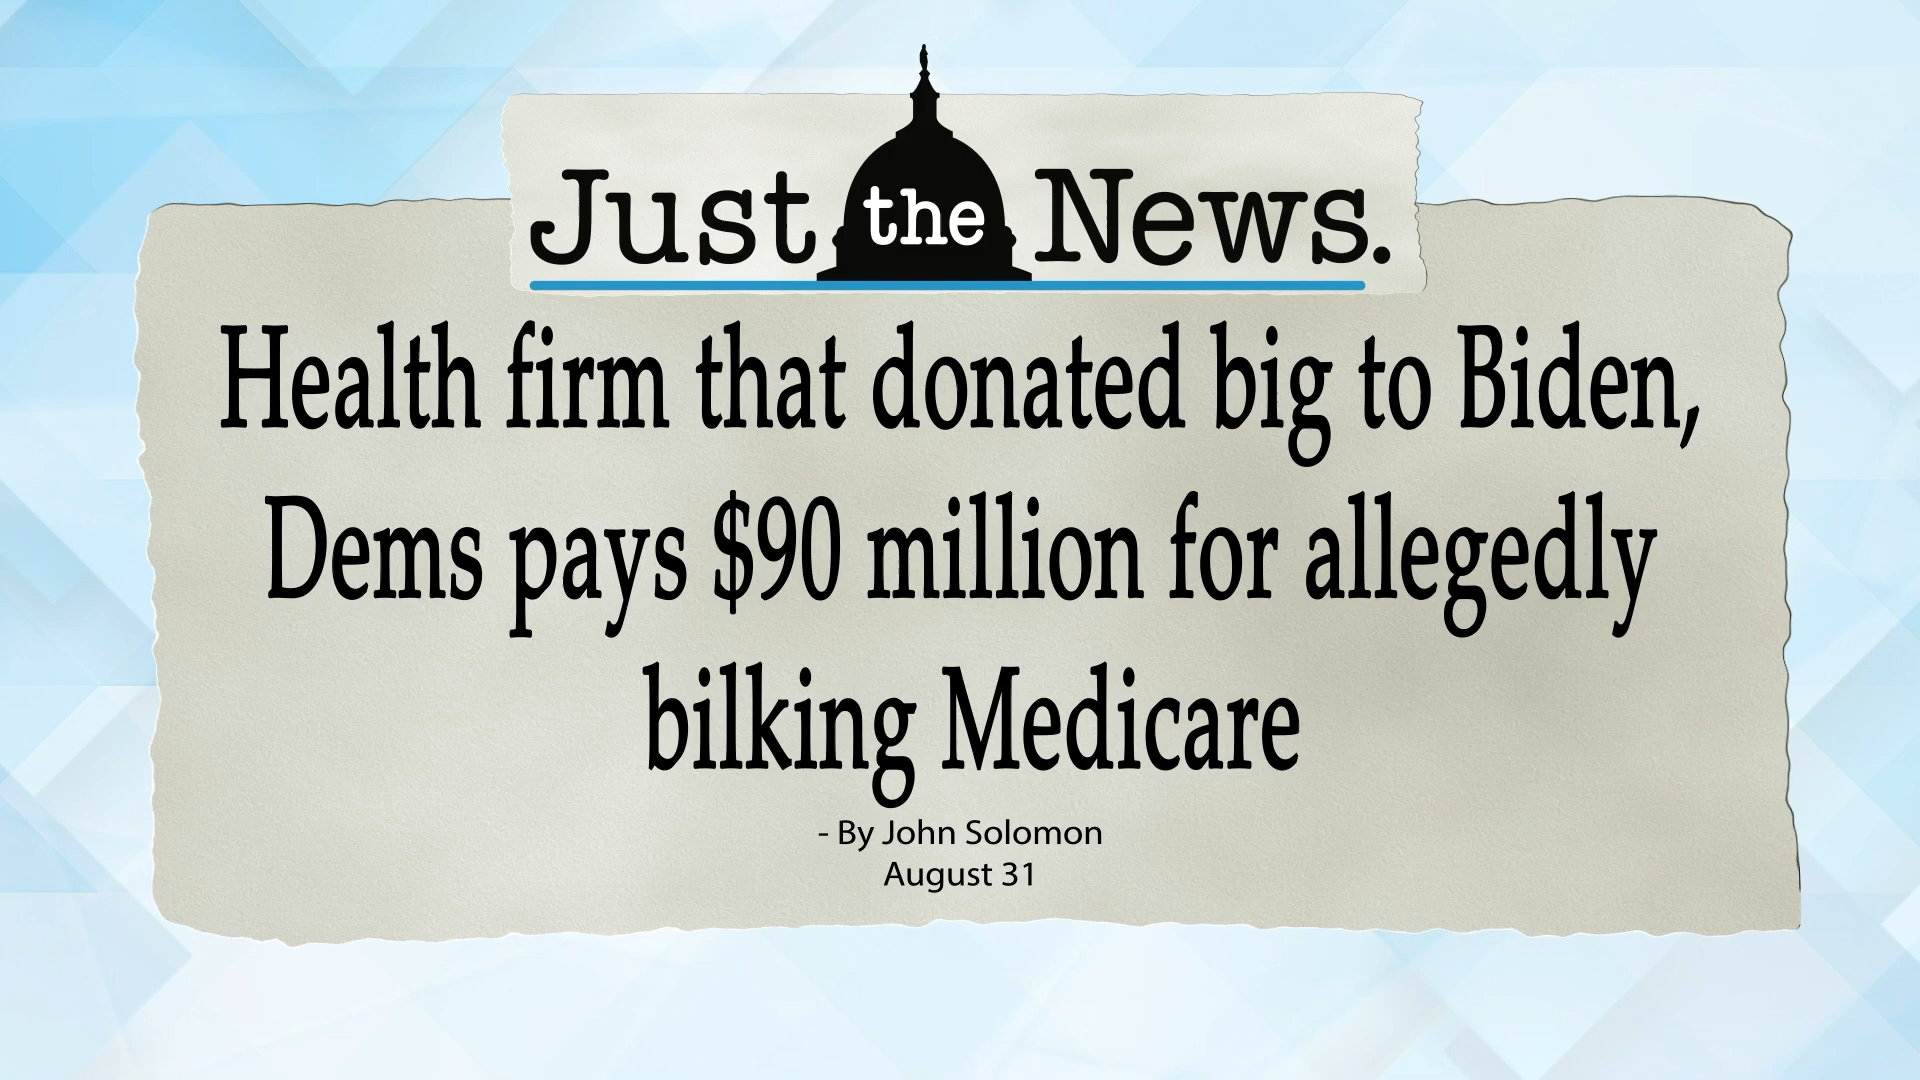 Just the News.
Health firm that donated big to Biden,
Dems pays $90 million for allegedly
bilking Medicare
- By John Solomon
August 31